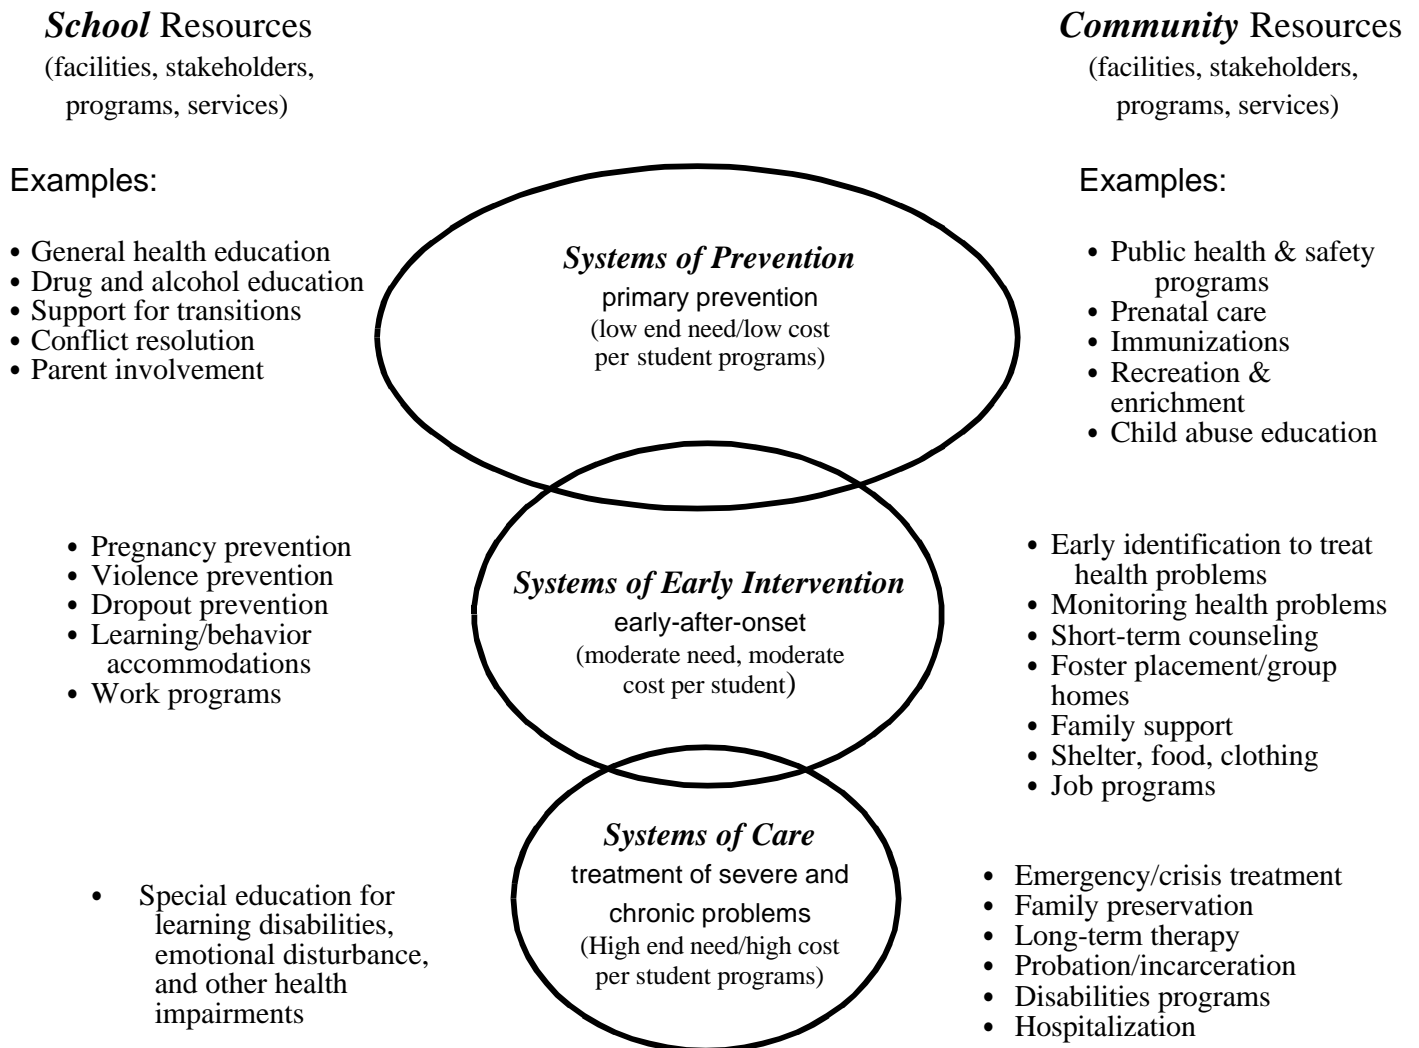 School Resources
(facilities, stakeholders,
programs, services)
Examples:
• General health education
• Drug and alcohol education
• Support for transitions
• Conflict resolution
• Parent involvement
• Pregnancy prevention
• Violence prevention
• Dropout prevention
• Learning/behavior
accommodations
• Work programs
• Special education for
learning disabilities,
emotional disturbance,
and other health
impairments
Systems of Prevention
primary prevention
(low end need/low cost
per student programs)
Systems of Early Intervention
early-after-onset
(moderate need, moderate
cost per student)
Systems of Care
treatment of severe and
chronic problems
(High end need/high cost
per student programs)
Community Resources
(facilities, stakeholders,
programs, services)
Examples:
• Public health & safety
programs
• Prenatal care
• Immunizations
• Recreation &
enrichment
• Child abuse education
• Early identification to treat
health problems
• Monitoring health problems
• Short-term counseling
• Foster placement/group
homes
• Family support
• Shelter, food, clothing
• Job programs
• Emergency/crisis treatment
• Family preservation
• Long-term therapy
• Probation/incarceration
• Disabilities programs
• Hospitalization